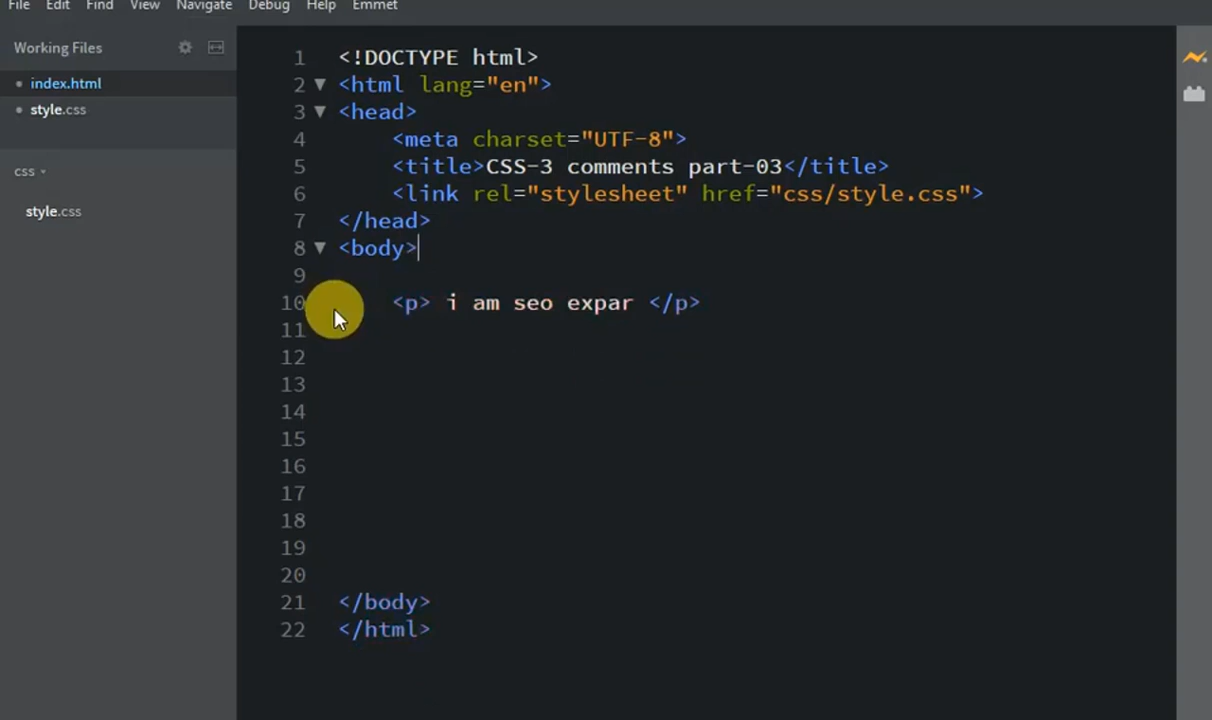 File Edit Find View Navigate Debug Help Emmet
Working Files
index.html
style.css
css
style.css
1 <!DOCTYPE html>
2 <html lang="en">
3 <head>
4 <meta charset="UTF-8">
5 <title>CSS-3 comments part-03</title>
6 <link rel="stylesheet" href="css/style.css">
7 </head>
8 <body>
9
10 <p> i am seo expar </p>
11
12
13
14
15
16
17
18
19
20
21 </body>
22 </html>